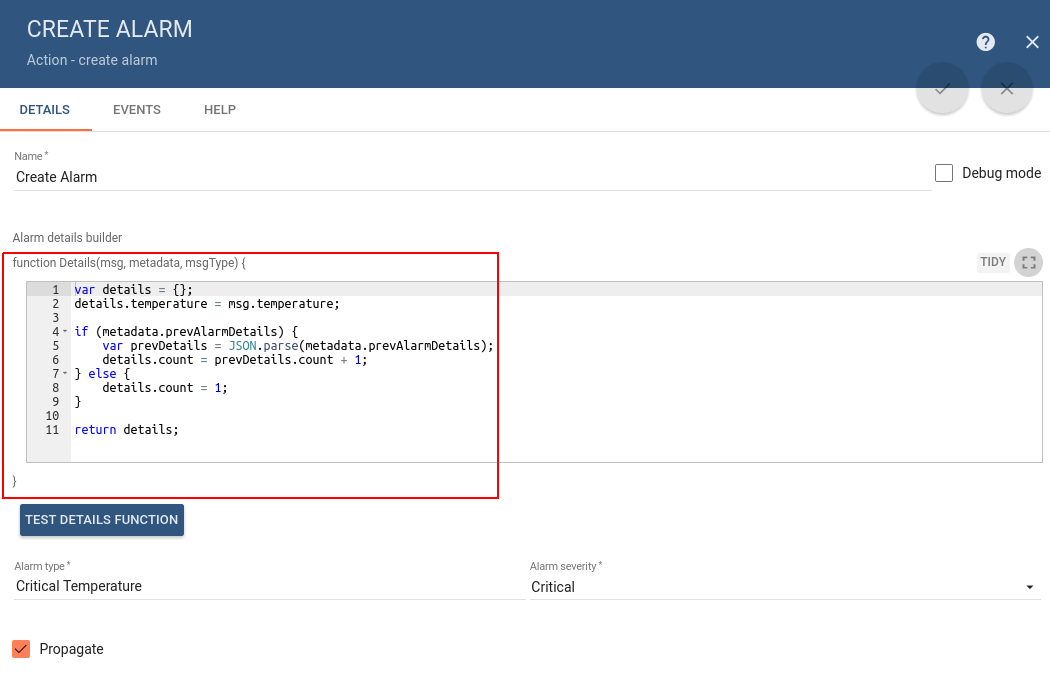 CREATE ALARM
Action - create alarm
?
DETAILS EVENTS HELP
Name *
Create Alarm
Debug mode
Alarm details builder
function Details(msg, metadata, msgType) {
TIDY
1 var details = {};
2 details.temperature = msg.temperature;
3
4 if (metadata.prevAlarmDetails) {
5     var prevDetails = JSON.parse(metadata.prevAlarmDetails);
6     details.count = prevDetails.count + 1;
7 } else {
8     details.count = 1;
9 }
10
11 return details;
}
TEST DETAILS FUNCTION
Alarm type * Alarm severity *
Critical Temperature Critical
Propagate